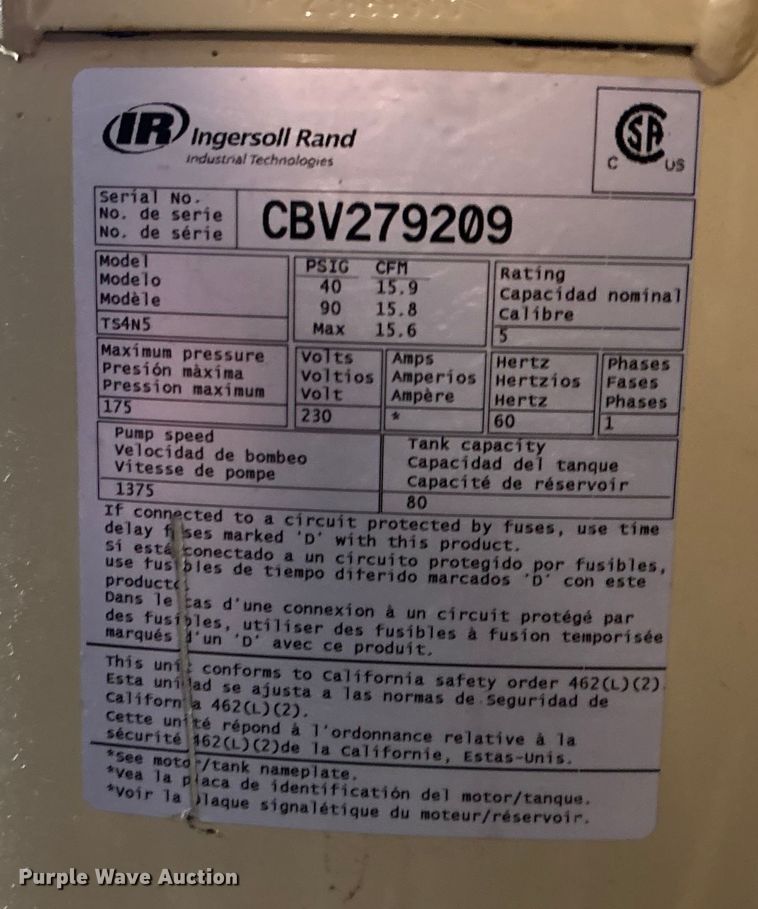 IR Ingersoll Rand
Industrial Technologies
CSA
C US
Serial No.
No. de serie
No. de série
CBV279209
Model
Modelo
Modèle
TS4N5
PSIG CFM
40 15.9
90 15.8
Max 15.6
Rating
Capacidad nominal
Calibre
5
Maximum pressure
Presión màxima
Pression maximum
175
Volts
Voltios
Volt
230
Amps
Amperios
Ampère
*
Hertz
Hertzios
Hertz
60
Phases
Fases
Phases
1
Pump speed
Velocidad de bombeo
Vitesse de pompe
1375
Tank capacity
Capacidad del tanque
Capacité de réservoir
80
If connected to a circuit protected by fuses, use time
delay fuses marked 'D' with this product.
Si está conectado a un circuito protegido por fusibles,
use fusibles de tiempo diferido marcados 'D' con este
producto.
Dans le cas d'une connexion à un circuit protégé par
des fusibles, utiliser des fusibles à fusion temporisée
marqués d'un 'D' avec ce produit.
This unit conforms to California safety order 462(L)(2).
Esta unidad se ajusta a las normas de Seguridad de
California 462(L)(2).
Cette unité répond à l'ordonnance relative à la
sécurité 462(L)(2)de la Californie, Estas-Unis.
*See motor/tank nameplate.
*Vea la placa de identificación del motor/tanque.
*Voir la plaque signalétique du moteur/réservoir.
Purple Wave Auction